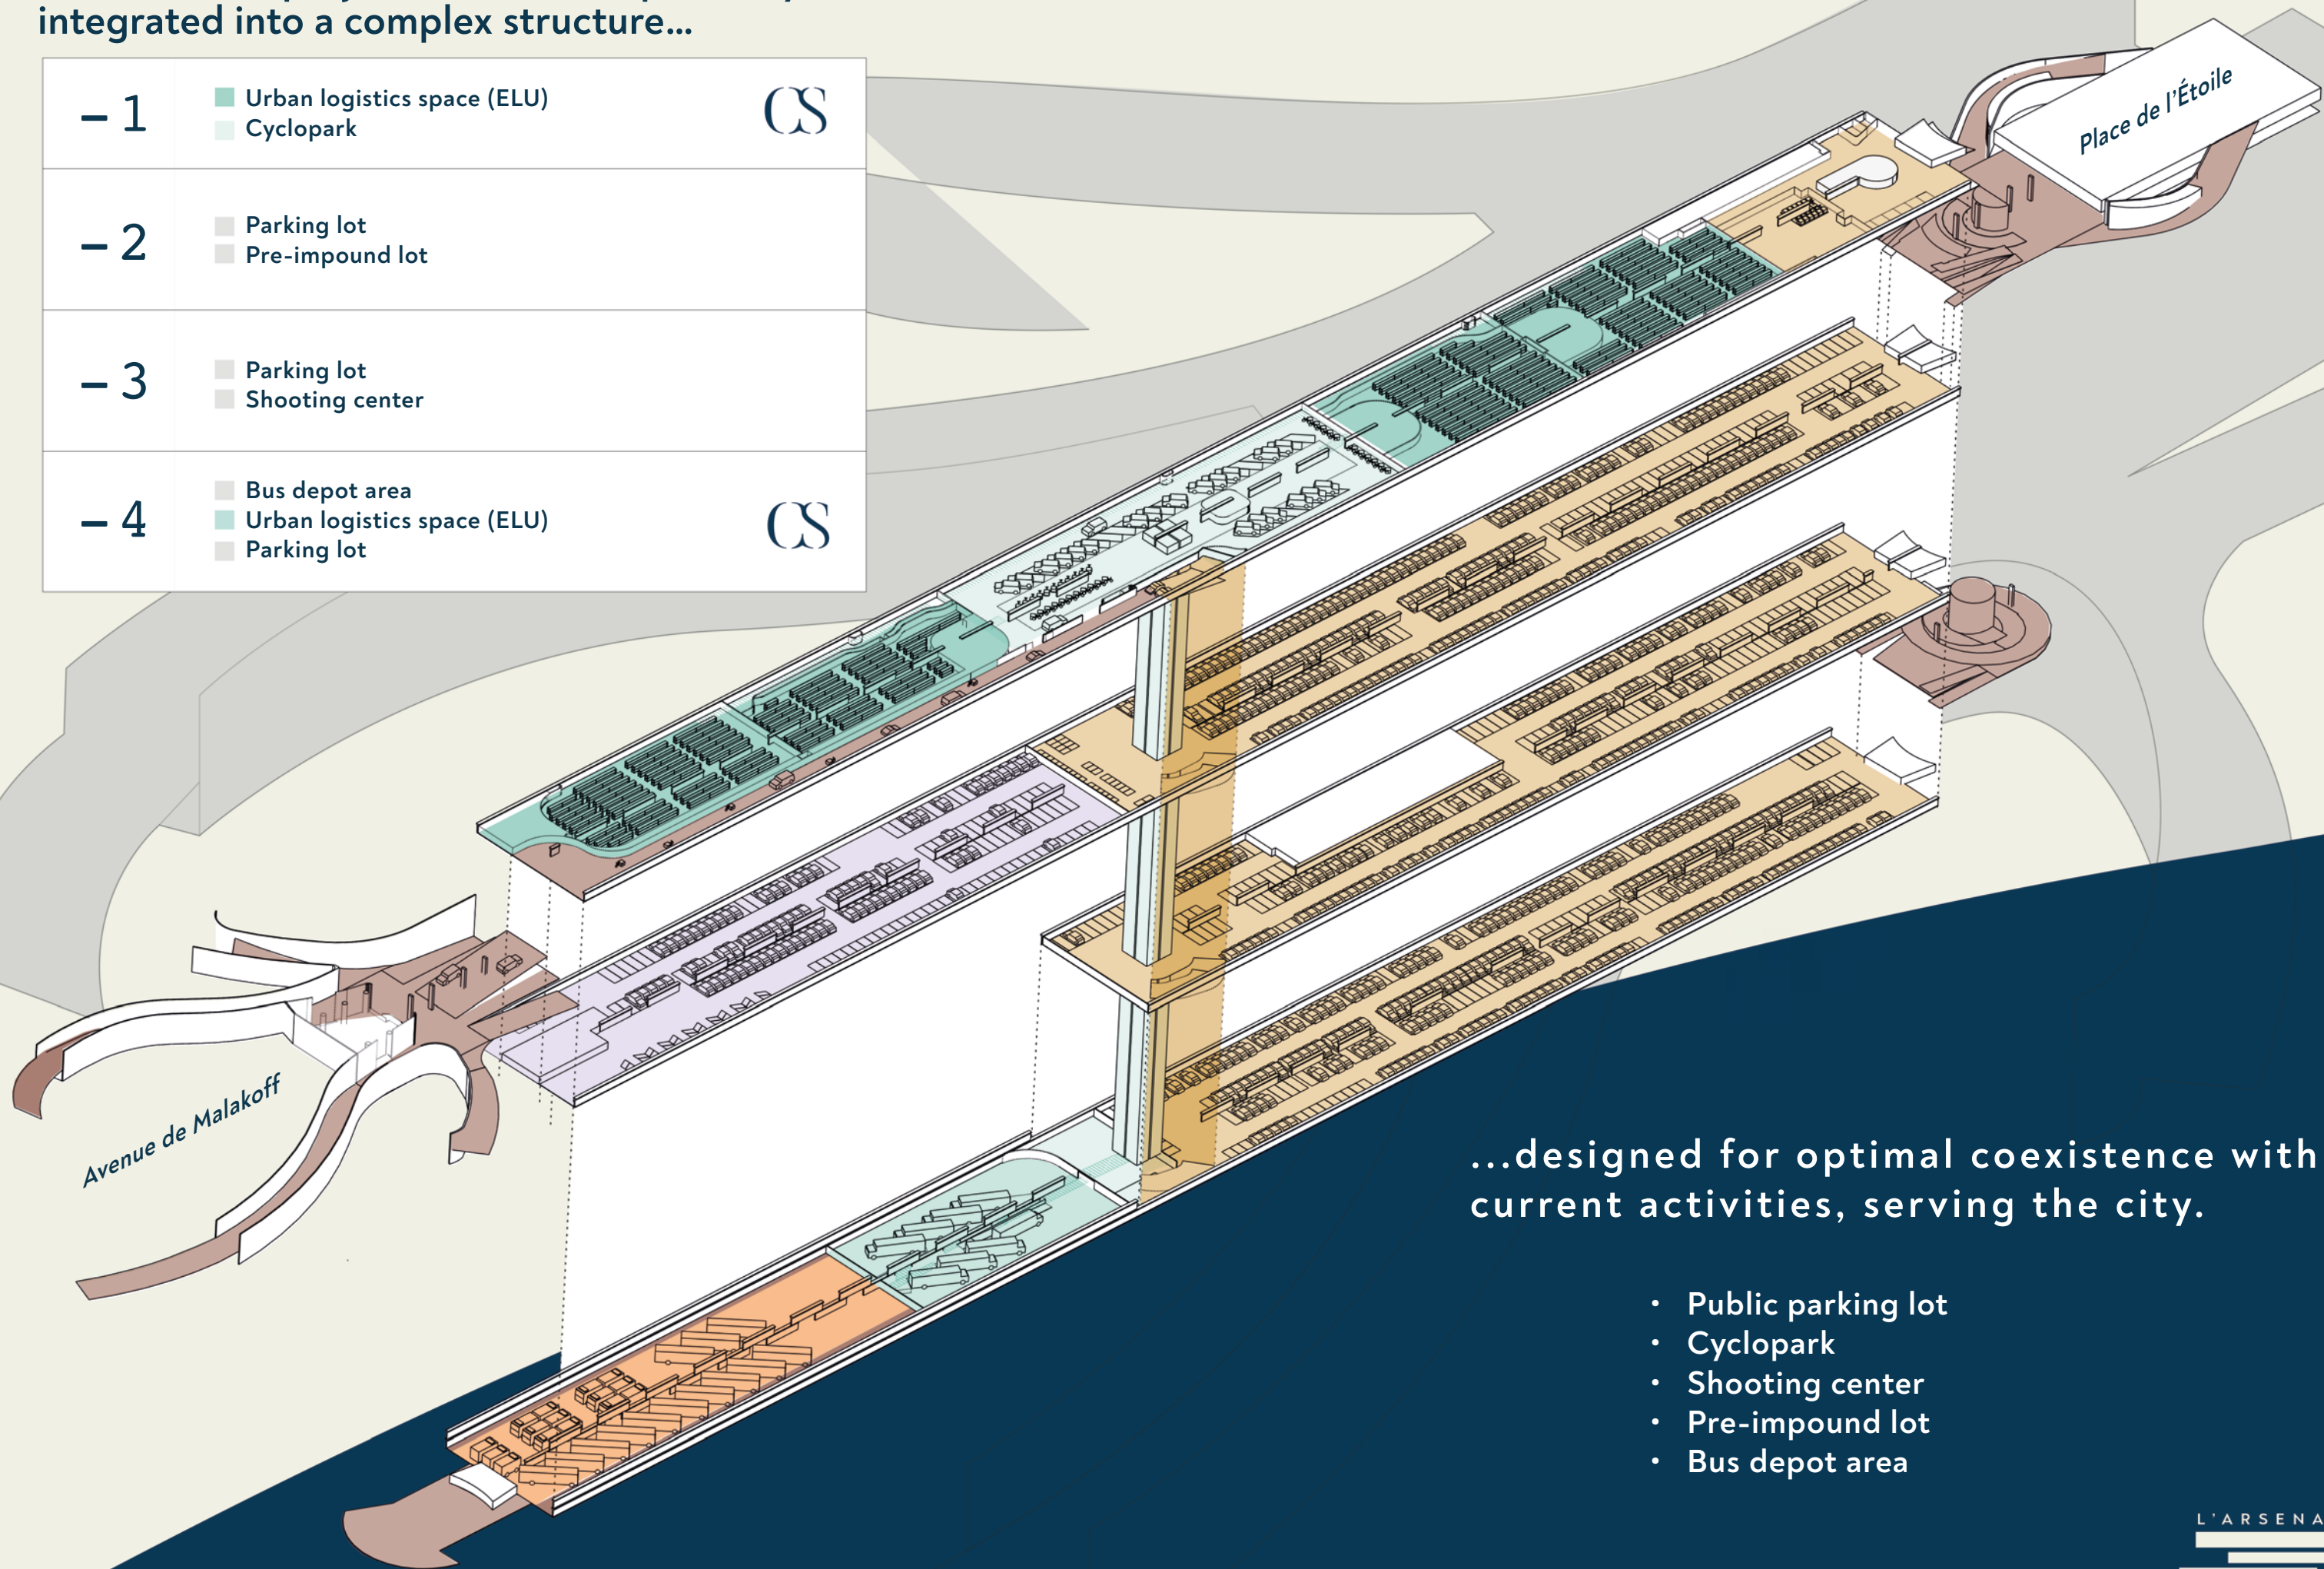 integrated into a complex structure...
– 1
Urban logistics space (ELU)
Cyclopark
CS
– 2
Parking lot
Pre-impound lot
– 3
Parking lot
Shooting center
– 4
Bus depot area
Urban logistics space (ELU)
Parking lot
CS
Place de l'Étoile
Avenue de Malakoff
...designed for optimal coexistence with
current activities, serving the city.
• Public parking lot
• Cyclopark
• Shooting center
• Pre-impound lot
• Bus depot area
L'ARSENA